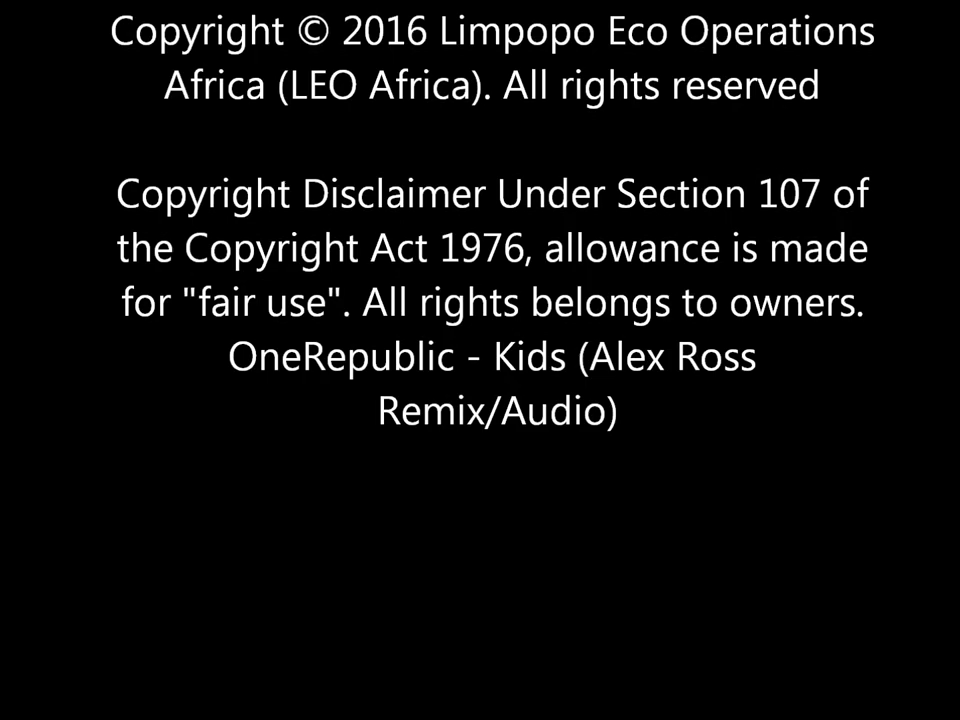 Copyright © 2016 Limpopo Eco Operations
Africa (LEO Africa). All rights reserved
Copyright Disclaimer Under Section 107 of
the Copyright Act 1976, allowance is made
for "fair use". All rights belongs to owners.
OneRepublic - Kids (Alex Ross
Remix/Audio)